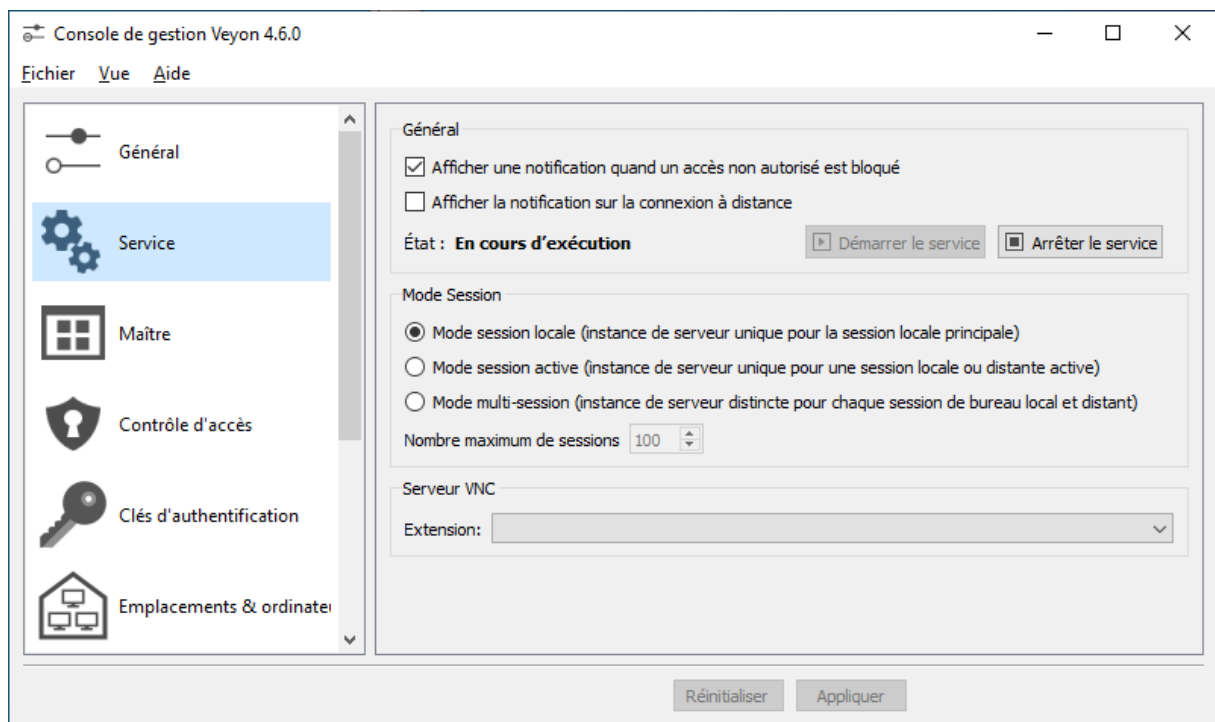 Console de gestion Veyon 4.6.0
Fichier Vue Aide
Général
Service
Maître
Contrôle d'accès
Clés d'authentification
Emplacements & ordinateu
Général
Afficher une notification quand un accès non autorisé est bloqué
Afficher la notification sur la connexion à distance
État : En cours d'exécution Démarrer le service Arrêter le service
Mode Session
Mode session locale (instance de serveur unique pour la session locale principale)
Mode session active (instance de serveur unique pour une session locale ou distante active)
Mode multi-session (instance de serveur distincte pour chaque session de bureau local et distant)
Nombre maximum de sessions 100
Serveur VNC
Extension:
Réinitialiser Appliquer